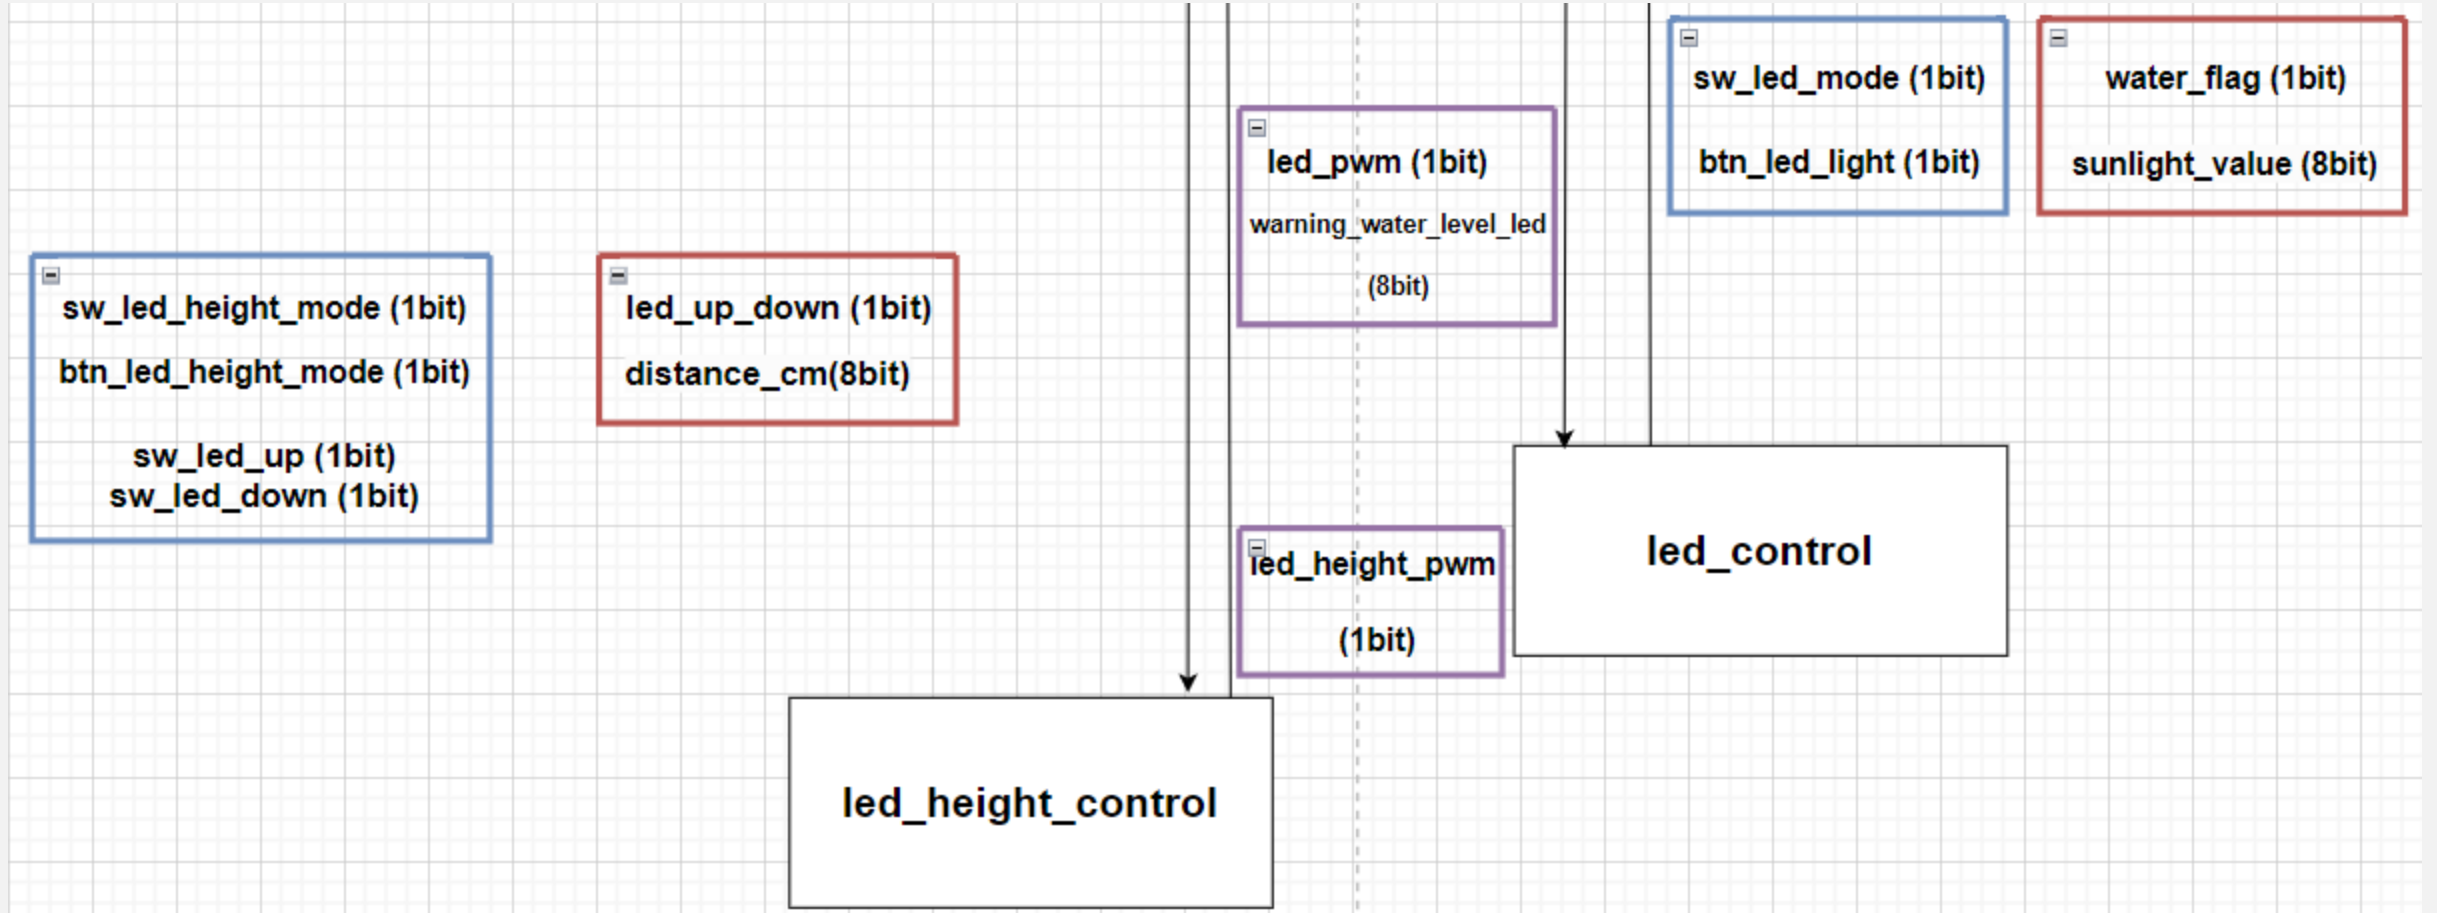 sw_led_mode (1bit)
btn_led_light (1bit)
water_flag (1bit)
sunlight_value (8bit)
led_pwm (1bit)
warning_water_level_led
(8bit)
sw_led_height_mode (1bit)
btn_led_height_mode (1bit)
sw_led_up (1bit)
sw_led_down (1bit)
led_up_down (1bit)
distance_cm(8bit)
led_height_pwm
(1bit)
led_control
led_height_control